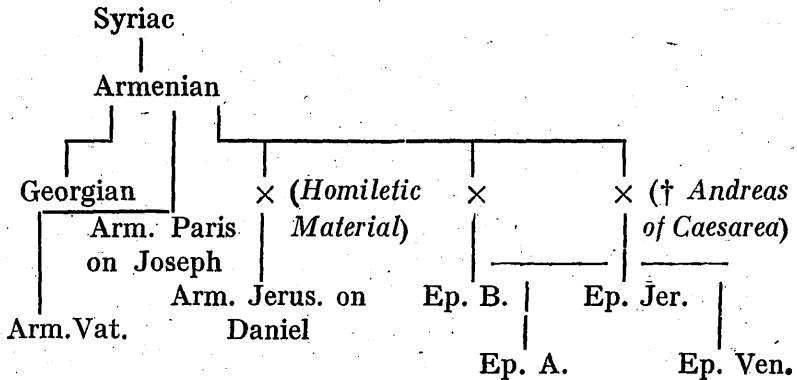 Syriac
Armenian
Georgian × (Homiletic × × († Andreas
Arm. Paris Material) of Caesarea)
on Joseph
Arm. Jerus. on Ep. B. Ep. Jer.
Arm.Vat. Daniel
Ep. A. Ep. Ven.